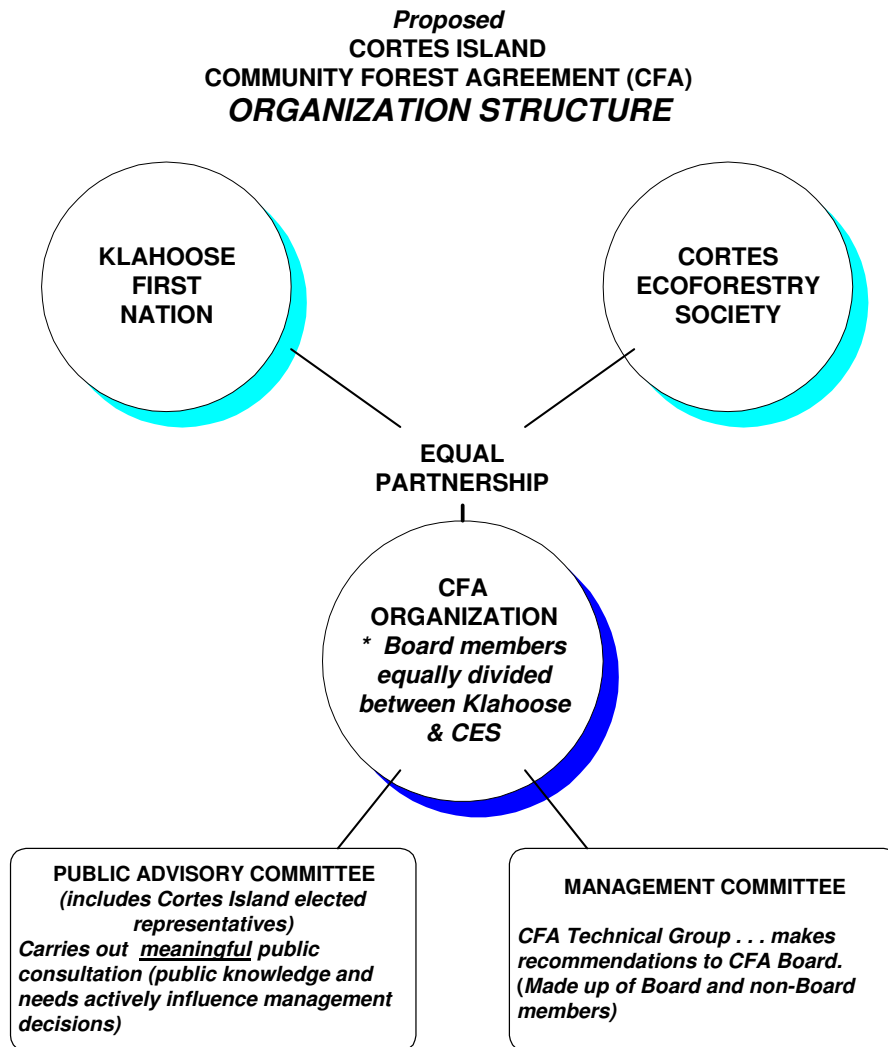 Proposed
CORTES ISLAND
COMMUNITY FOREST AGREEMENT (CFA)
ORGANIZATION STRUCTURE
KLAHOOSE
FIRST
NATION
CORTES
ECOFORESTRY
SOCIETY
EQUAL
PARTNERSHIP
CFA
ORGANIZATION
* Board members
equally divided
between Klahoose
& CES
PUBLIC ADVISORY COMMITTEE
(includes Cortes Island elected
representatives)
Carries out meaningful public
consultation (public knowledge and
needs actively influence management
decisions)
MANAGEMENT COMMITTEE
CFA Technical Group . . . makes
recommendations to CFA Board.
(Made up of Board and non-Board
members)